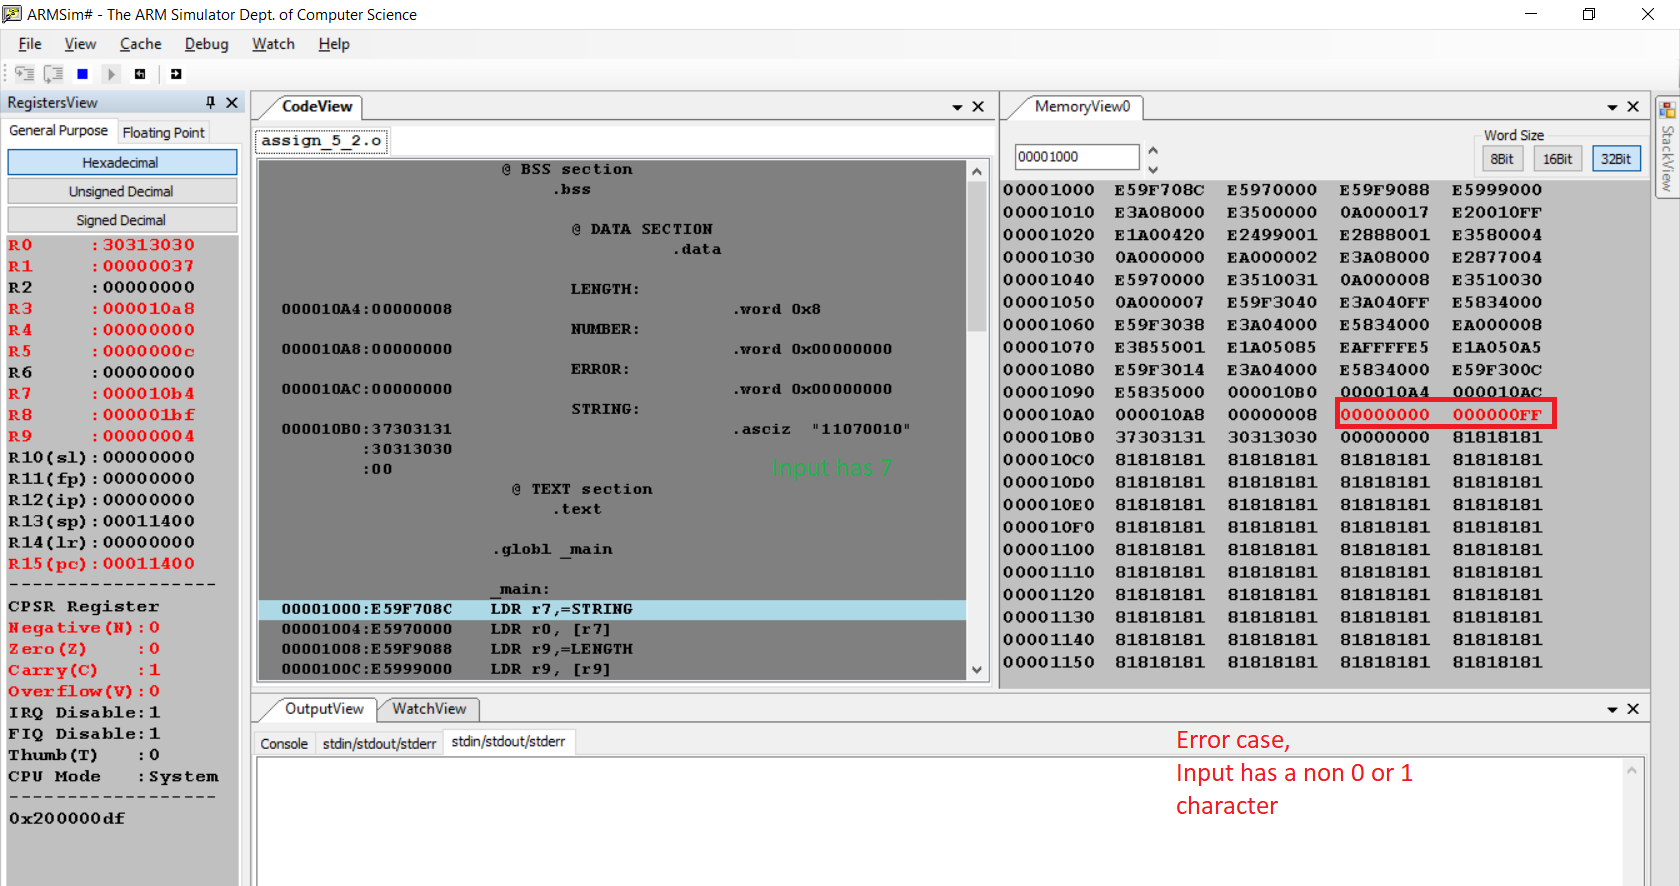 ARMSim# - The ARM Simulator Dept. of Computer Science
File View Cache Debug Watch Help
RegistersView
General Purpose Floating Point
Hexadecimal
Unsigned Decimal
Signed Decimal
R0 :30313030
R1 :00000037
R2 :00000000
R3 :000010a8
R4 :00000000
R5 :0000000c
R6 :00000000
R7 :000010b4
R8 :000001bf
R9 :00000004
R10(sl):00000000
R11(fp):00000000
R12(ip):00000000
R13(sp):00011400
R14(lr):00000000
R15(pc):00011400
------------------
CPSR Register
Negative(N):0
Zero(Z) :0
Carry(C) :1
Overflow(V):0
IRQ Disable:1
FIQ Disable:1
Thumb(T) :0
CPU Mode :System
------------------
0x200000df
CodeView
assign_5_2.o
@ BSS section
.bss
@ DATA SECTION
.data
LENGTH:
000010A4:00000008 .word 0x8
NUMBER:
000010A8:00000000 .word 0x00000000
ERROR:
000010AC:00000000 .word 0x00000000
STRING:
000010B0:37303131 .asciz "11070010"
:30313030
:00
Input has 7
@ TEXT section
.text
.globl _main
_main:
00001000:E59F708C LDR r7,=STRING
00001004:E5970000 LDR r0, [r7]
00001008:E59F9088 LDR r9,=LENGTH
0000100C:E5999000 LDR r9, [r9]
MemoryView0
00001000
Word Size
8Bit 16Bit 32Bit
00001000 E59F708C E5970000 E59F9088 E5999000
00001010 E3A08000 E3500000 0A000017 E20010FF
00001020 E1A00420 E2499001 E2888001 E3580004
00001030 0A000000 EA000002 E3A08000 E2877004
00001040 E5970000 E3510031 0A000008 E3510030
00001050 0A000007 E59F3040 E3A040FF E5834000
00001060 E59F3038 E3A04000 E5834000 EA000008
00001070 E3855001 E1A05085 EAFFFFE5 E1A050A5
00001080 E59F3014 E3A04000 E5834000 E59F300C
00001090 E5835000 000010B0 000010A4 000010AC
000010A0 000010A8 00000008 00000000 000000FF
000010B0 37303131 30313030 00000000 81818181
000010C0 81818181 81818181 81818181 81818181
000010D0 81818181 81818181 81818181 81818181
000010E0 81818181 81818181 81818181 81818181
000010F0 81818181 81818181 81818181 81818181
00001100 81818181 81818181 81818181 81818181
00001110 81818181 81818181 81818181 81818181
00001120 81818181 81818181 81818181 81818181
00001130 81818181 81818181 81818181 81818181
00001140 81818181 81818181 81818181 81818181
00001150 81818181 81818181 81818181 81818181
StackView
OutputView WatchView
Console stdin/stdout/stderr stdin/stdout/stderr
Error case,
Input has a non 0 or 1
character